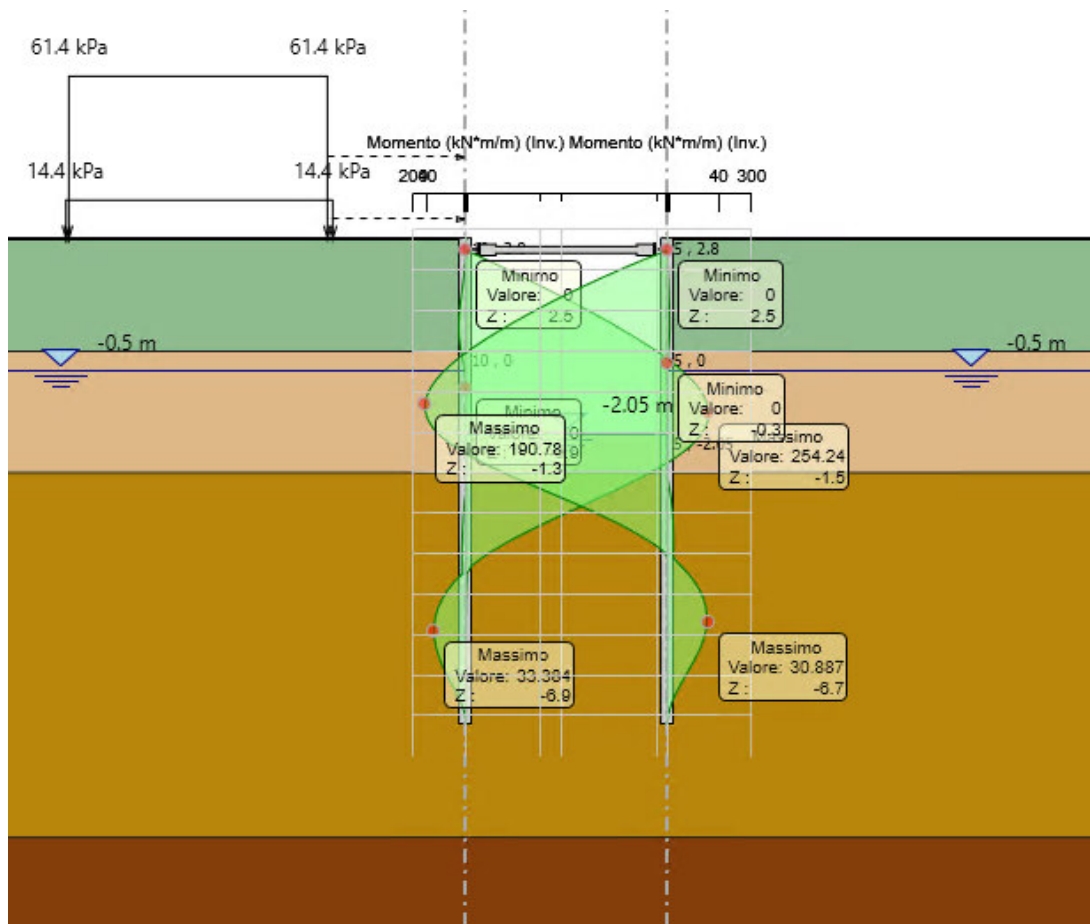 61.4 kPa
61.4 kPa
Momento (kN*m/m) (Inv.)
Momento (kN*m/m) (Inv.)
14.4 kPa
14.4 kPa
40
300
5 , 2.8
Minimo
Valore: 0
Z : 2.5
Minimo
Valore: 0
Z : 2.5
-0.5 m
-0.5 m
10 , 0
5 , 0
Minimo
Valore: 0
Z : -0.3
-2.05 m
Minimo
Massimo
Valore: 190.78
Z : -1.3
Massimo
Valore: 254.24
Z : -1.5
Massimo
Valore: 33.384
Z : -6.9
Massimo
Valore: 30.887
Z : -6.7